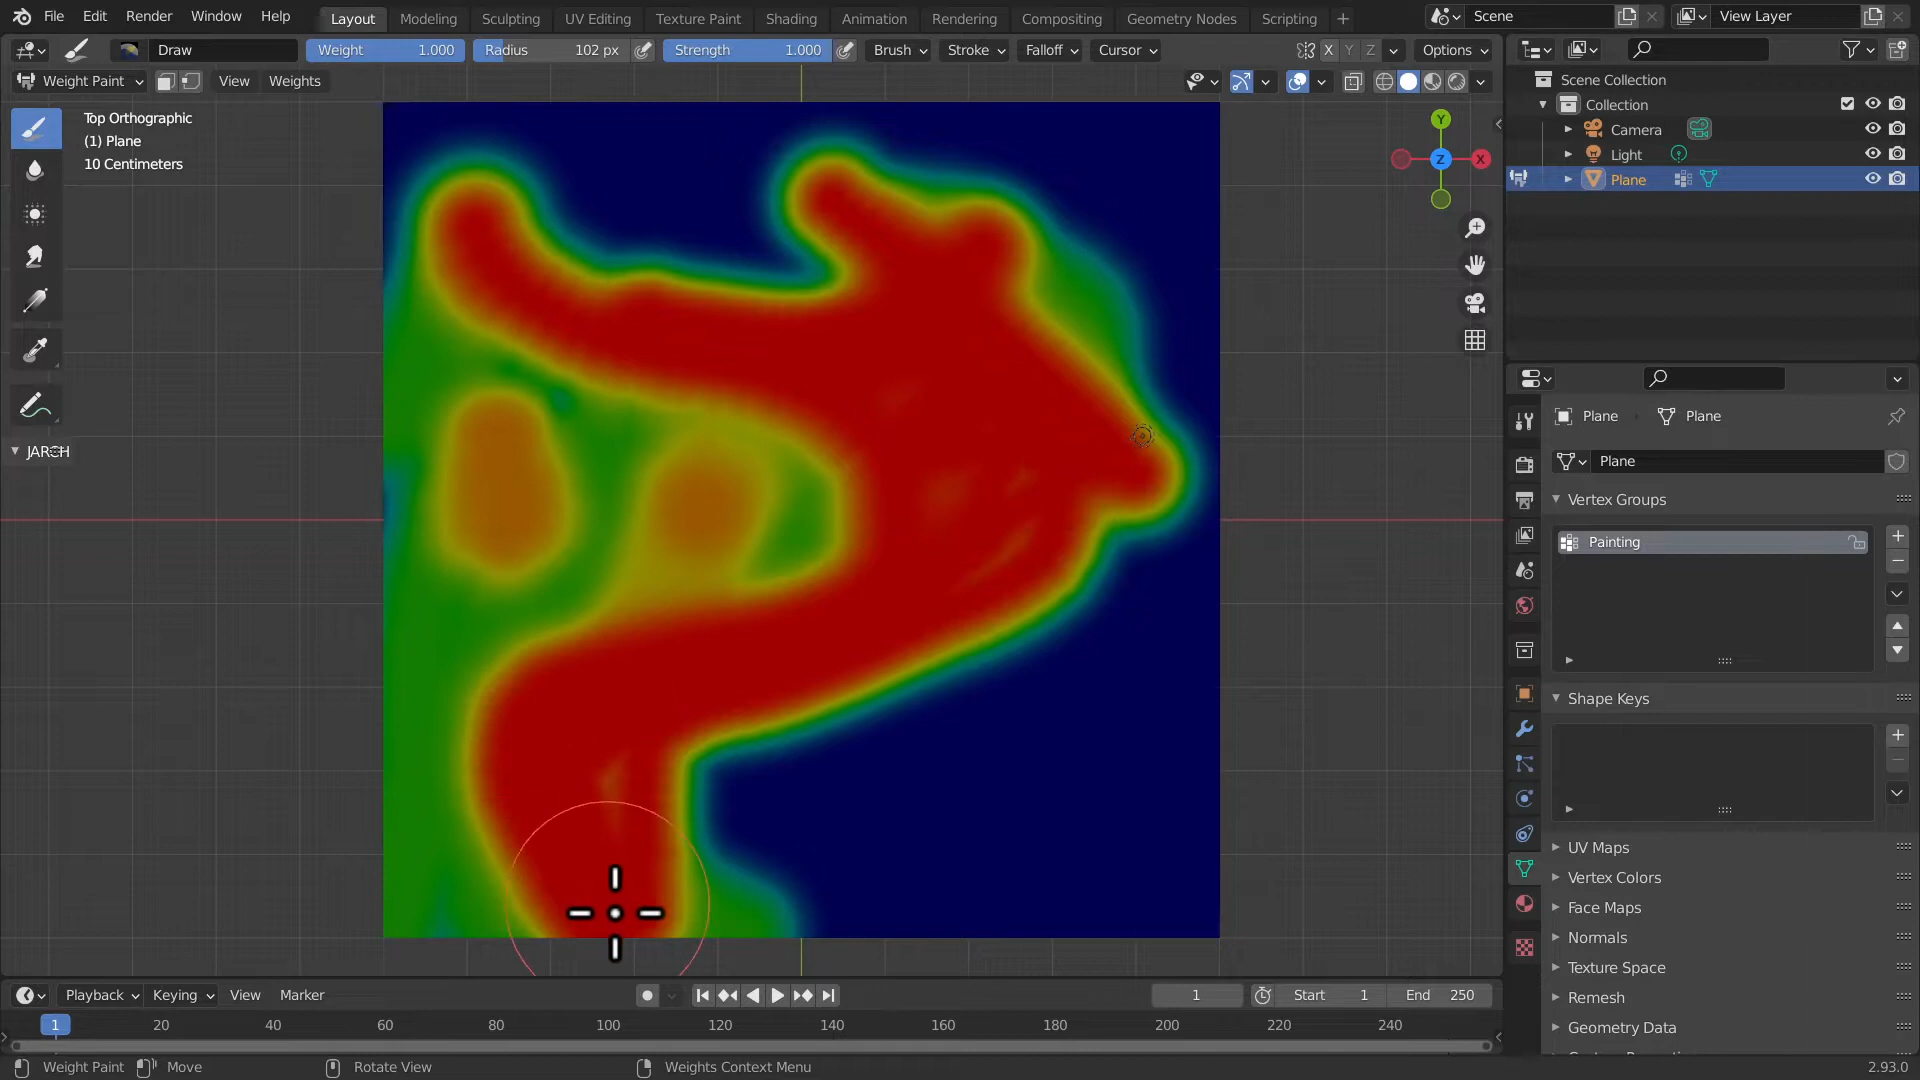 File Edit Render Window Help Layout Modeling Sculpting UV Editing Texture Paint Shading Animation Rendering Compositing Geometry Nodes Scripting + Scene View Layer
Draw Weight 1.000 Radius 102 px Strength 1.000 Brush Stroke Falloff Cursor X Y Z Options
Weight Paint View Weights
Top Orthographic
(1) Plane
10 Centimeters
Y
Z
X
JARCH
Scene Collection
Collection
Camera
Light
Plane
Plane Plane
Plane
Vertex Groups
Painting
Shape Keys
UV Maps
Vertex Colors
Face Maps
Normals
Texture Space
Remesh
Geometry Data
Playback Keying View Marker 1 Start 1 End 250
1 20 40 60 80 100 120 140 160 180 200 220 240
Weight Paint Move Rotate View Weights Context Menu 2.93.0